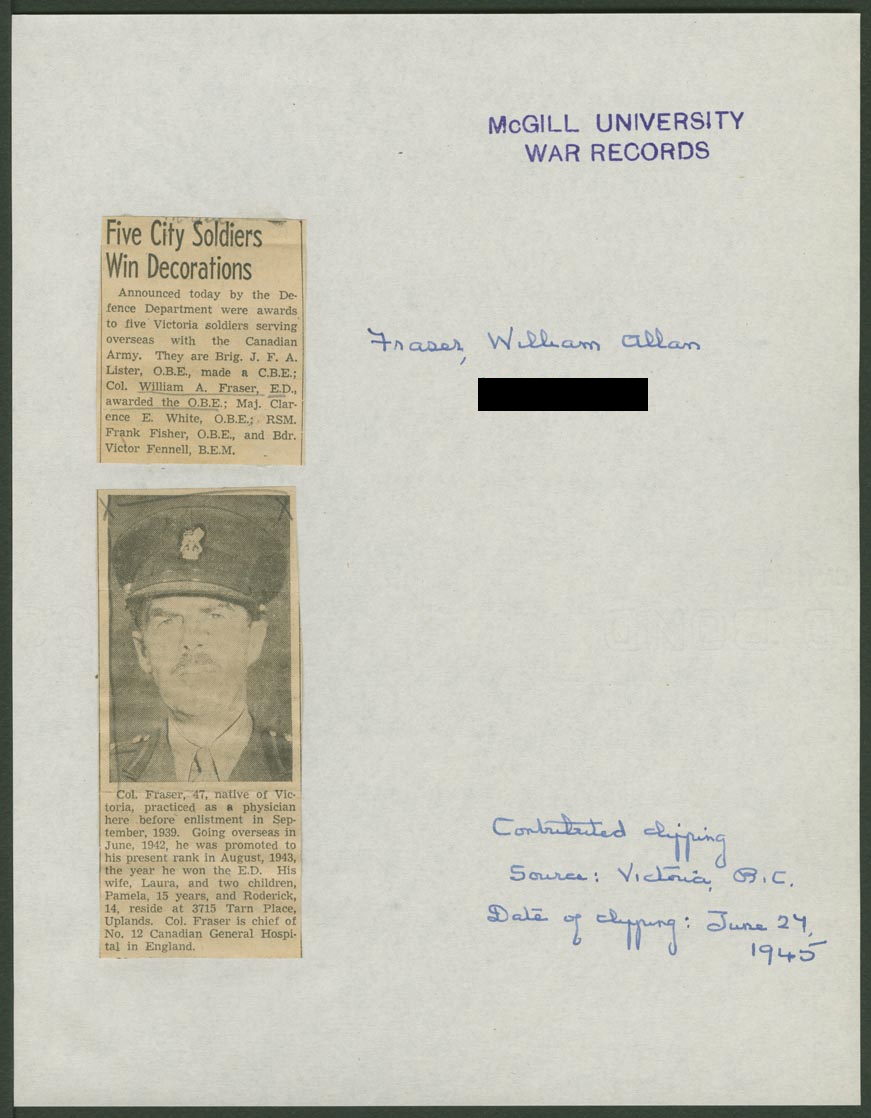 McGILL UNIVERSITY
WAR RECORDS
Five City Soldiers
Win Decorations
Announced today by the De-
fence Department were awards
to five Victoria soldiers serving
overseas with the Canadian
Army. They are Brig. J. F. A.
Lister, O.B.E., made a C.B.E.;
Col. William A. Fraser, E.D.,
awarded the O.B.E.; Maj. Clar-
ence E. White, O.B.E.; RSM.
Frank Fisher, O.B.E., and Bdr.
Victor Fennell, B.E.M.
Fraser, William Allan
Col. Fraser, 47, native of Vic-
toria, practiced as a physician
here before enlistment in Sep-
tember, 1939. Going overseas in
June, 1942, he was promoted to
his present rank in August, 1943,
the year he won the E.D. His
wife, Laura, and two children,
Pamela, 15 years, and Roderick,
14, reside at 3715 Tarn Place,
Uplands. Col. Fraser is chief of
No. 12 Canadian General Hospi-
tal in England.
Contributed clipping
Source: Victoria, B.C.
Date of clipping: June 24,
1945